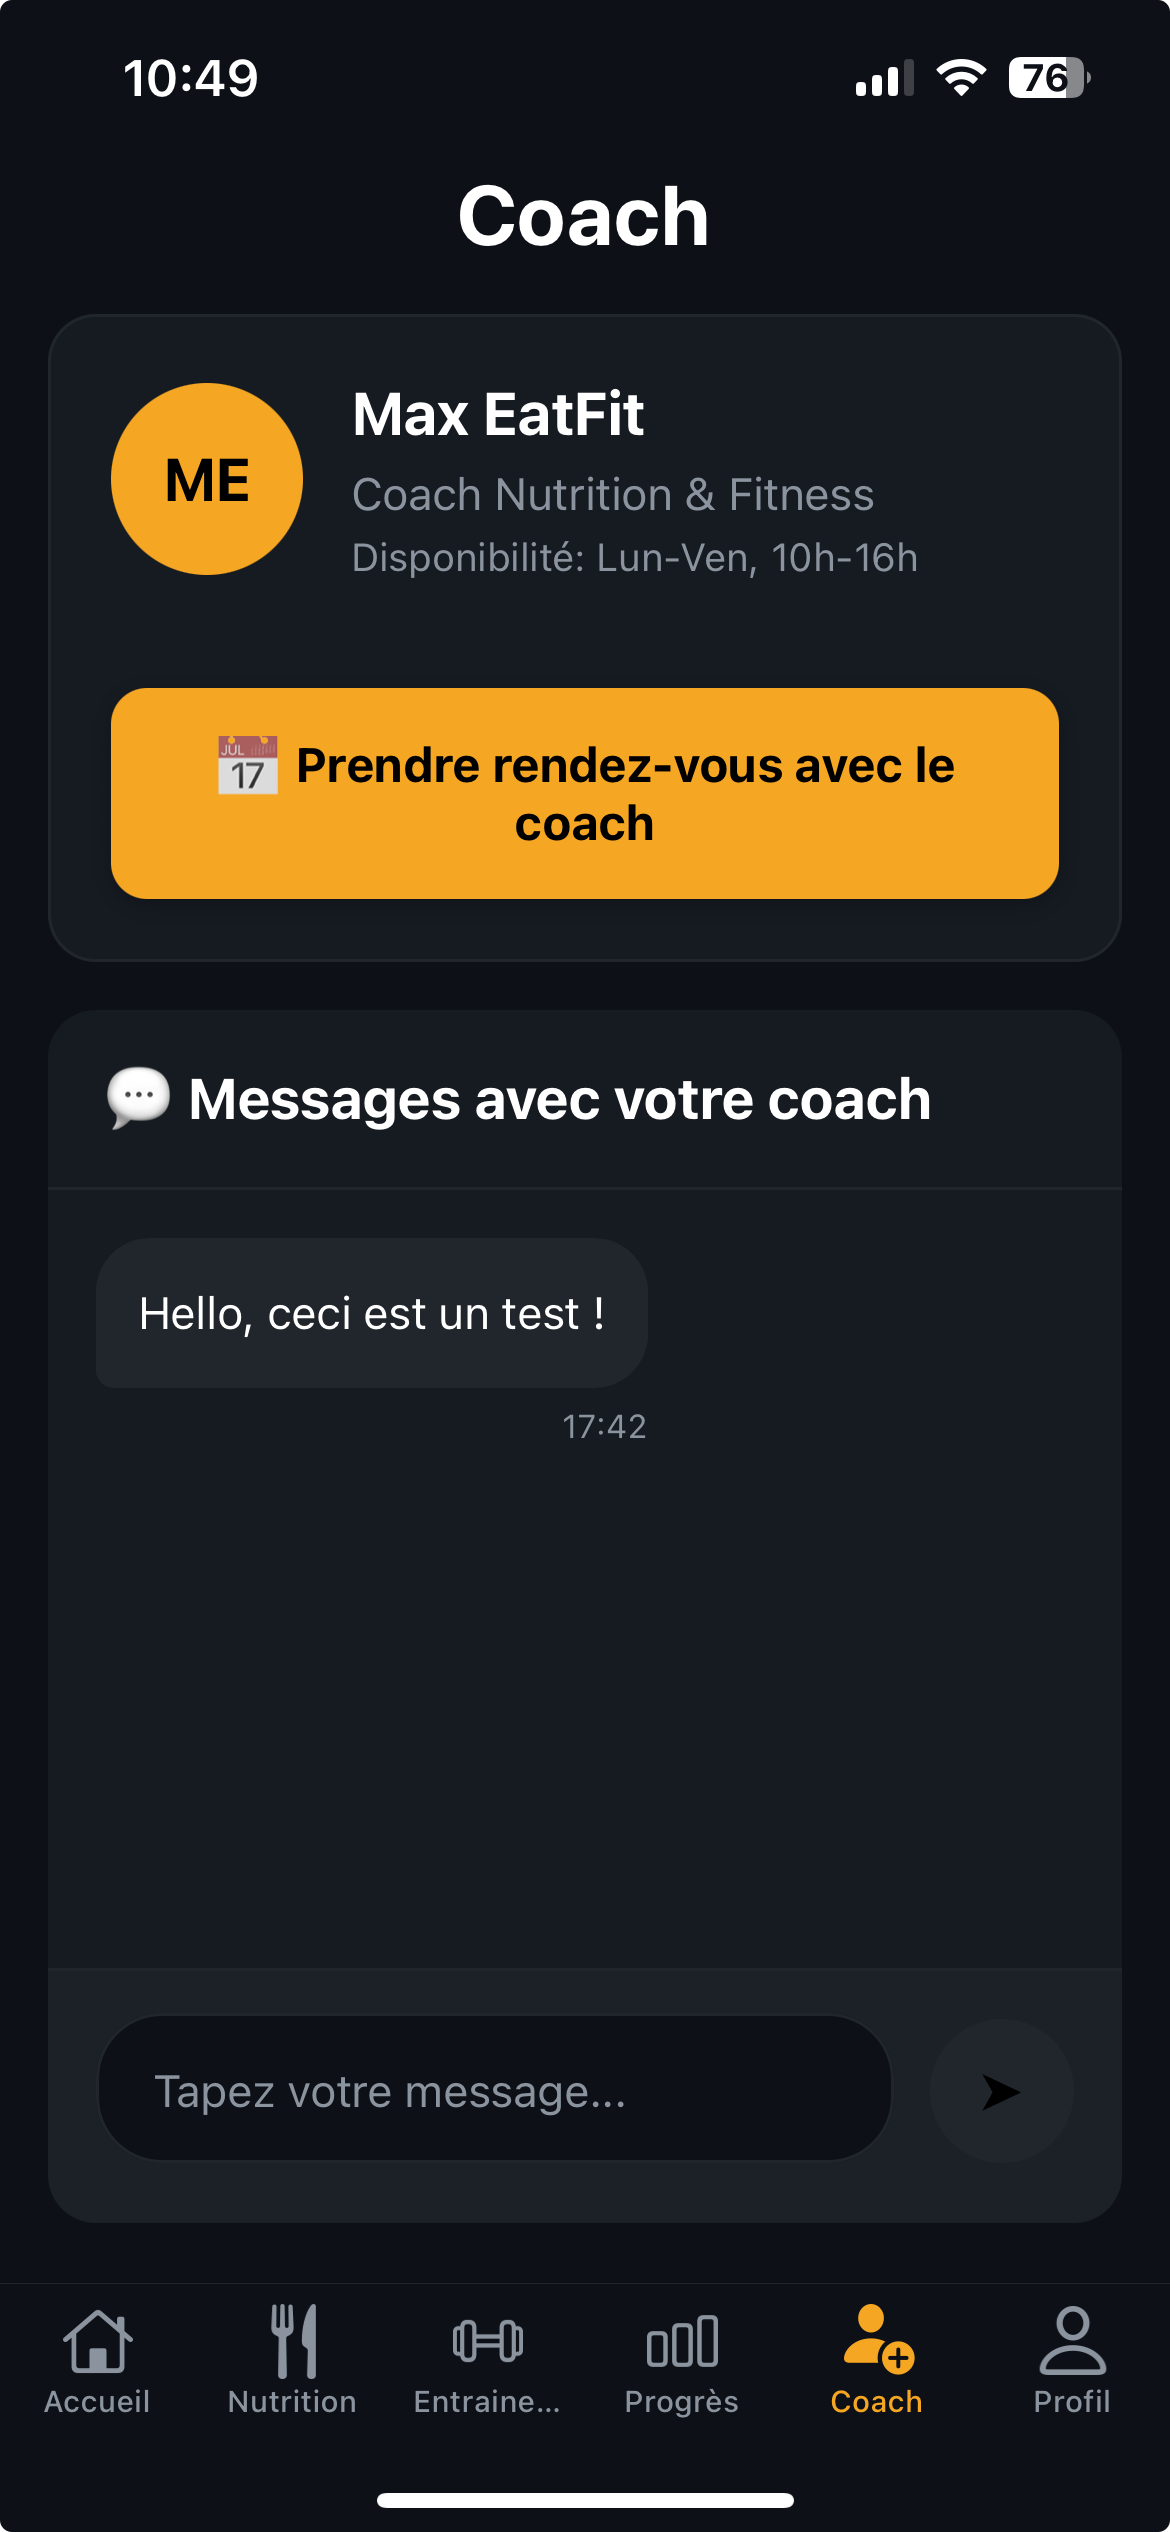 10:49
76
Coach
ME
Max EatFit
Coach Nutrition & Fitness
Disponibilité: Lun-Ven, 10h-16h
JUL
17
Prendre rendez-vous avec le
coach
Messages avec votre coach
Hello, ceci est un test !
17:42
Tapez votre message...
Accueil
Nutrition
Entraine...
Progrès
Coach
Profil